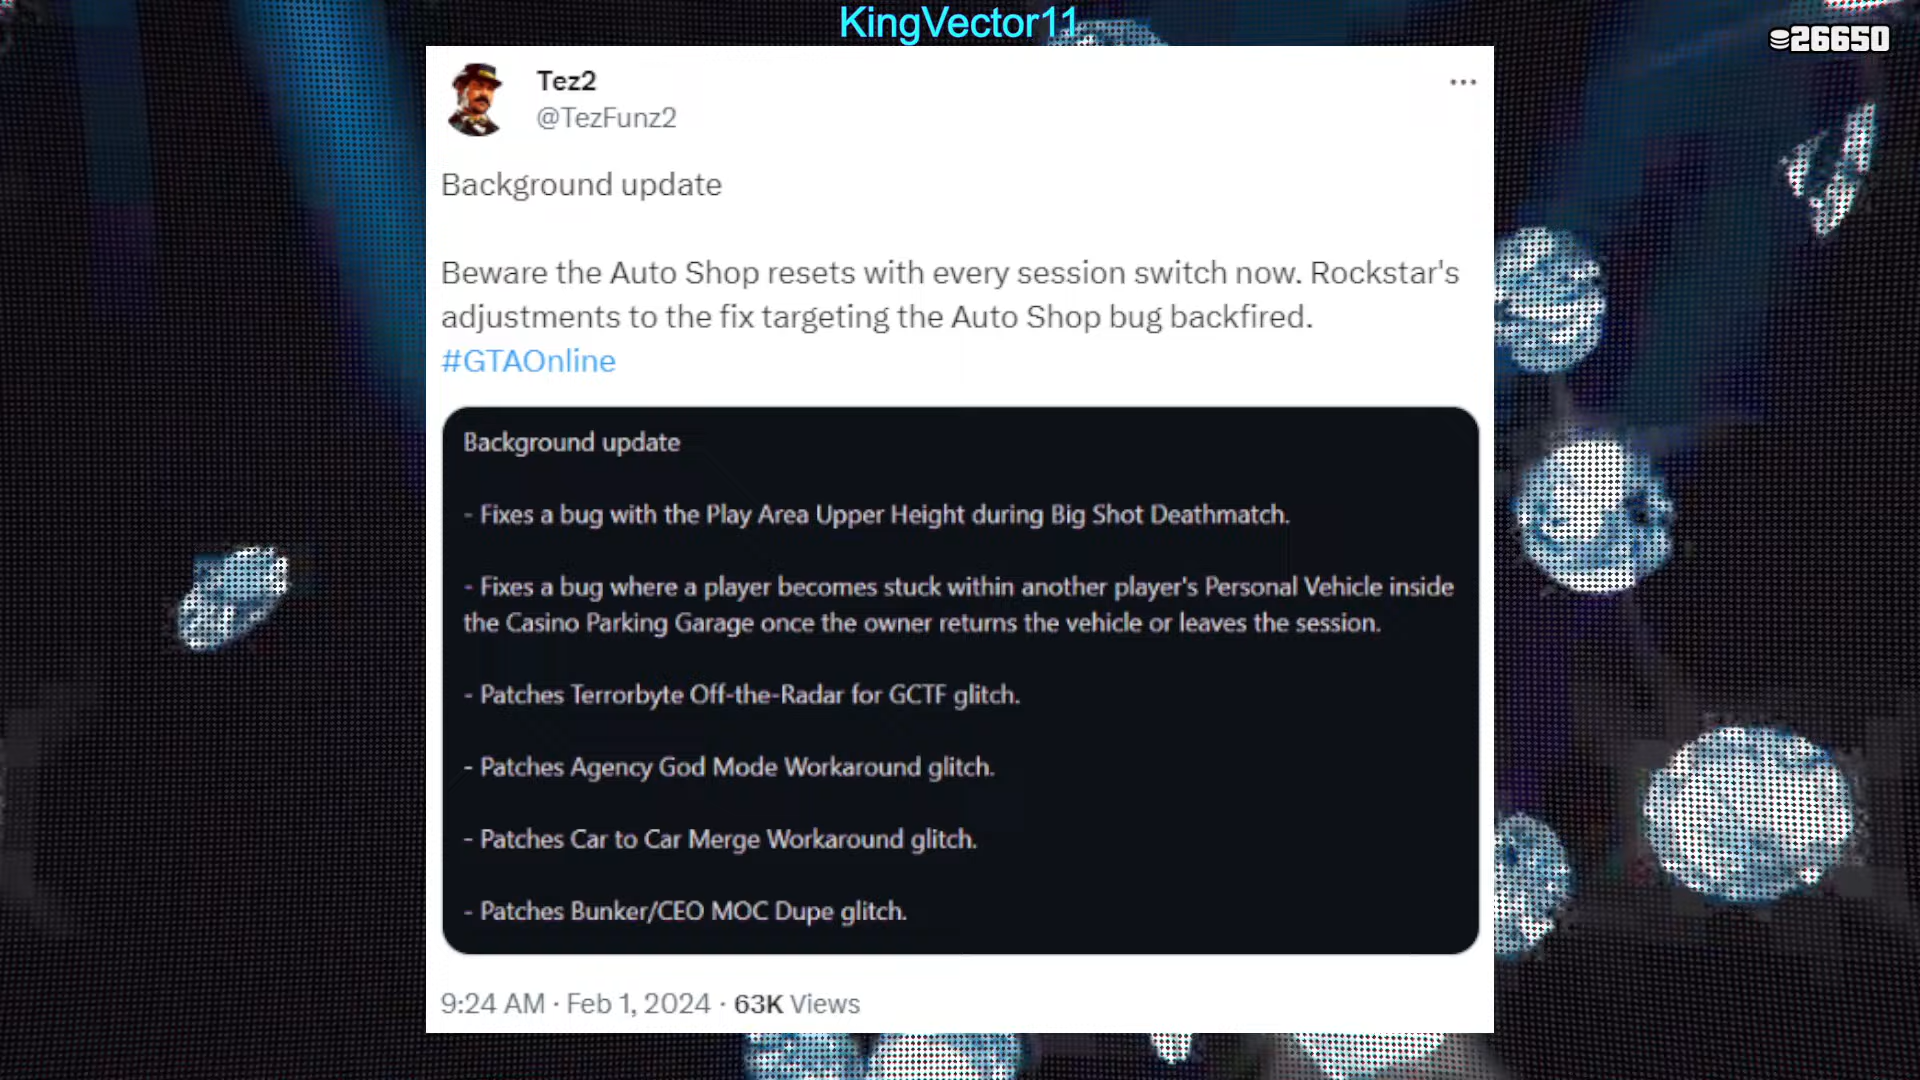 KingVector11
26650
Tez2
@TezFunz2
Background update
Beware the Auto Shop resets with every session switch now. Rockstar's
adjustments to the fix targeting the Auto Shop bug backfired.
#GTAOnline
Background update
- Fixes a bug with the Play Area Upper Height during Big Shot Deathmatch.
- Fixes a bug where a player becomes stuck within another player's Personal Vehicle inside
the Casino Parking Garage once the owner returns the vehicle or leaves the session.
- Patches Terrorbyte Off-the-Radar for GCTF glitch.
- Patches Agency God Mode Workaround glitch.
- Patches Car to Car Merge Workaround glitch.
- Patches Bunker/CEO MOC Dupe glitch.
9:24 AM · Feb 1, 2024 · 63K Views